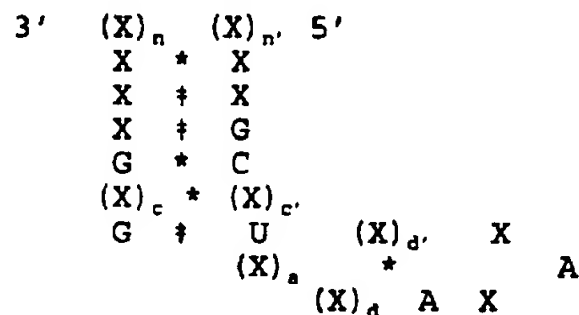 3' (X)n (X)n' 5'
X * X
X ‡ X
X ‡ G
G * C
(X)c * (X)c'
G ‡ U (X)d' X
(X)a * A
(X)d A X